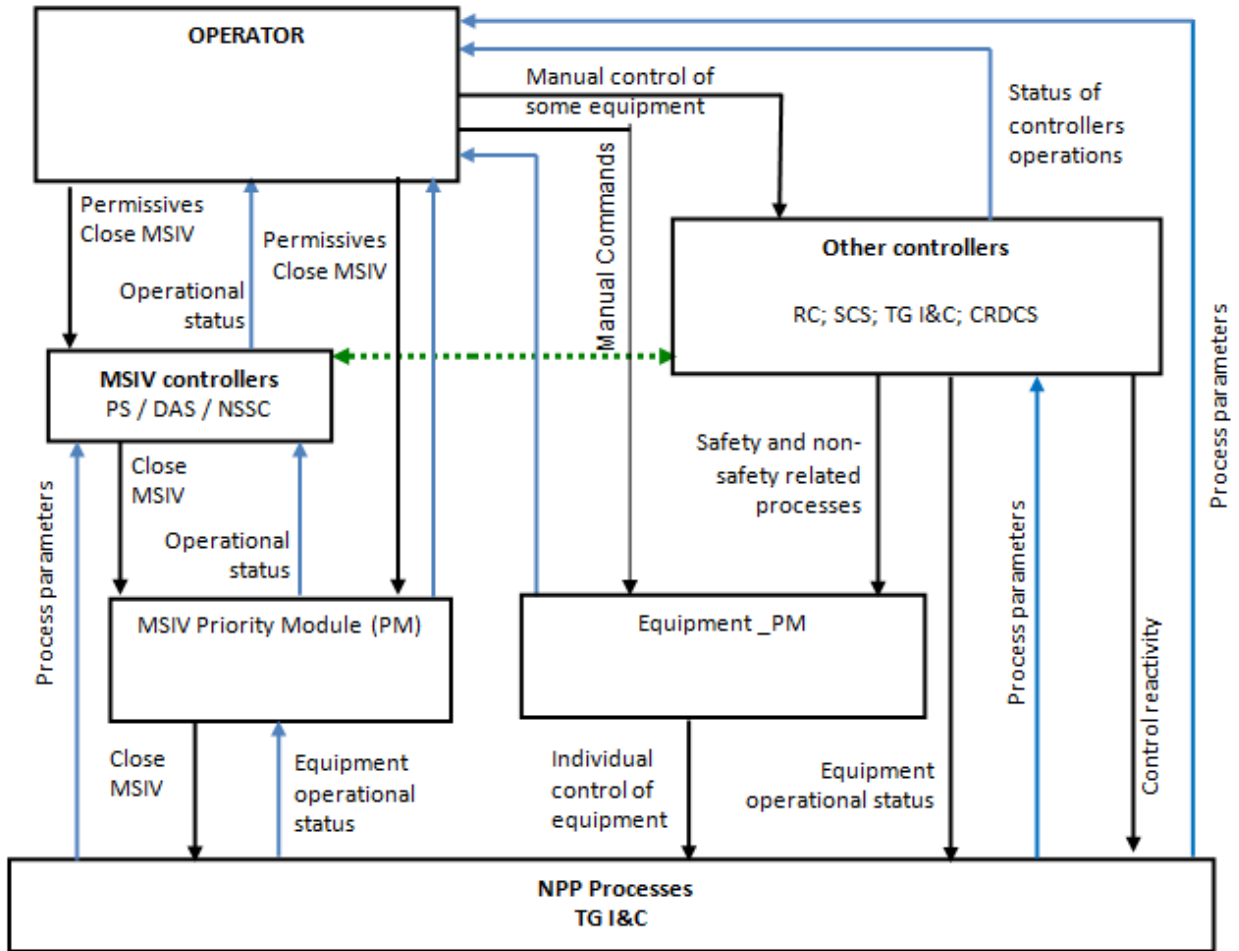 OPERATOR
Manual control of
some equipment
Status of
controllers
operations
Permissives
Close MSIV
Permissives
Close MSIV
Operational
status
Manual Commands
Other controllers
RC; SCS; TG I&C; CRDCS
MSIV controllers
PS / DAS / NSSC
Process parameters
Close
MSIV
Safety and non-
safety related
processes
Process parameters
Operational
status
MSIV Priority Module (PM)
Equipment _PM
Process parameters
Control reactivity
Close
MSIV
Equipment
operational
status
Individual
control of
equipment
Equipment
operational status
NPP Processes
TG I&C